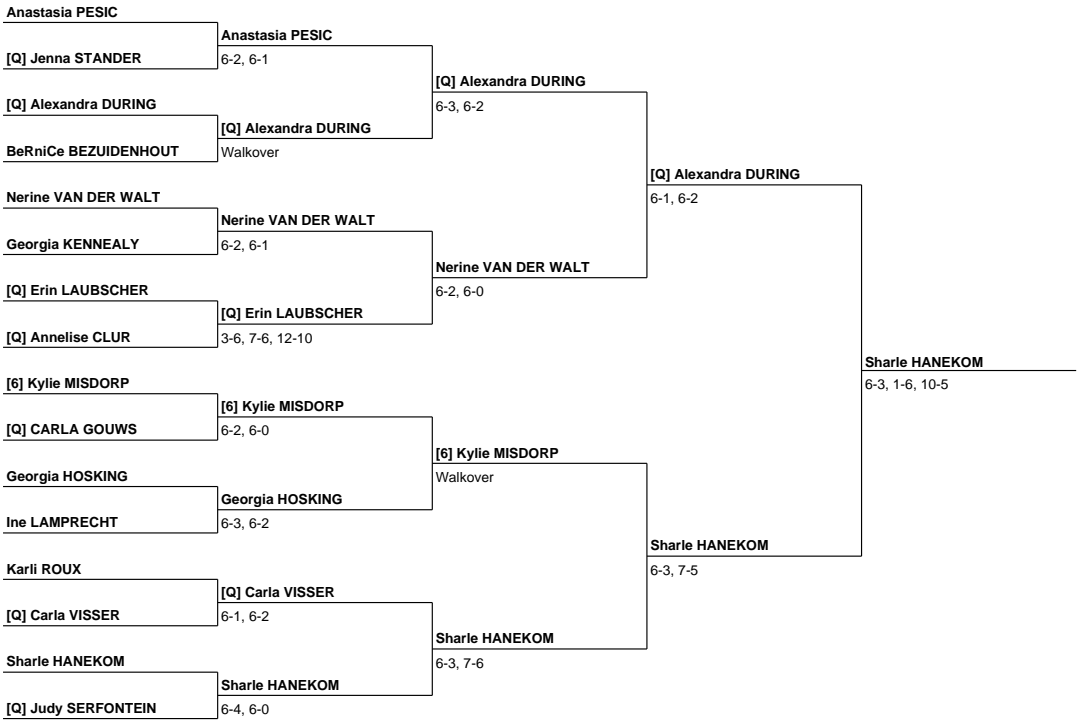 Anastasia PESIC
[Q] Jenna STANDER
[Q] Alexandra DURING
BeRniCe BEZUIDENHOUT
Nerine VAN DER WALT
Georgia KENNEALY
[Q] Erin LAUBSCHER
[Q] Annelise CLUR
[6] Kylie MISDORP
[Q] CARLA GOUWS
Georgia HOSKING
Ine LAMPRECHT
Karli ROUX
[Q] Carla VISSER
Sharle HANEKOM
[Q] Judy SERFONTEIN
Anastasia PESIC
6-2, 6-1
[Q] Alexandra DURING
Walkover
Nerine VAN DER WALT
6-2, 6-1
[Q] Erin LAUBSCHER
3-6, 7-6, 12-10
[6] Kylie MISDORP
6-2, 6-0
Georgia HOSKING
6-3, 6-2
[Q] Carla VISSER
6-1, 6-2
Sharle HANEKOM
6-4, 6-0
[Q] Alexandra DURING
6-3, 6-2
Nerine VAN DER WALT
6-2, 6-0
[6] Kylie MISDORP
Walkover
Sharle HANEKOM
6-3, 7-6
[Q] Alexandra DURING
6-1, 6-2
Sharle HANEKOM
6-3, 7-5
Sharle HANEKOM
6-3, 1-6, 10-5